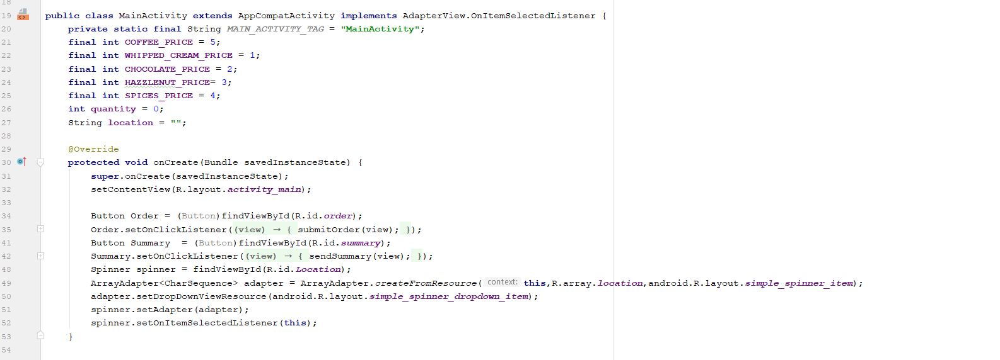 18
19 public class MainActivity extends AppCompatActivity implements AdapterView.OnItemSelectedListener {
20 private static final String MAIN_ACTIVITY_TAG = "MainActivity";
21 final int COFFEE_PRICE = 5;
22 final int WHIPPED_CREAM_PRICE = 1;
23 final int CHOCOLATE_PRICE = 2;
24 final int HAZZLENUT_PRICE= 3;
25 final int SPICES_PRICE = 4;
26 int quantity = 0;
27 String location = "";
28
29 @Override
30 protected void onCreate(Bundle savedInstanceState) {
31 super.onCreate(savedInstanceState);
32 setContentView(R.layout.activity_main);
33
34 Button Order = (Button)findViewById(R.id.order);
35 Order.setOnClickListener((view) → { submitOrder(view); });
41 Button Summary  = (Button)findViewById(R.id.summary);
42 Summary.setOnClickListener((view) → { sendSummary(view); });
48 Spinner spinner = findViewById(R.id.Location);
49 ArrayAdapter<CharSequence> adapter = ArrayAdapter.createFromResource( context: this,R.array.location,android.R.layout.simple_spinner_item);
50 adapter.setDropDownViewResource(android.R.layout.simple_spinner_dropdown_item);
51 spinner.setAdapter(adapter);
52 spinner.setOnItemSelectedListener(this);
53 }
54